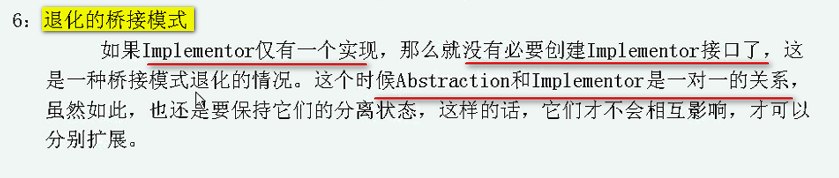 6：退化的桥接模式
如果Implementor仅有一个实现，那么就没有必要创建Implementor接口了，这
是一种桥接模式退化的情况。这个时候Abstraction和Implementor是一对一的关系，
虽然如此，也还是要保持它们的分离状态，这样的话，它们才不会相互影响，才可以
分别扩展。